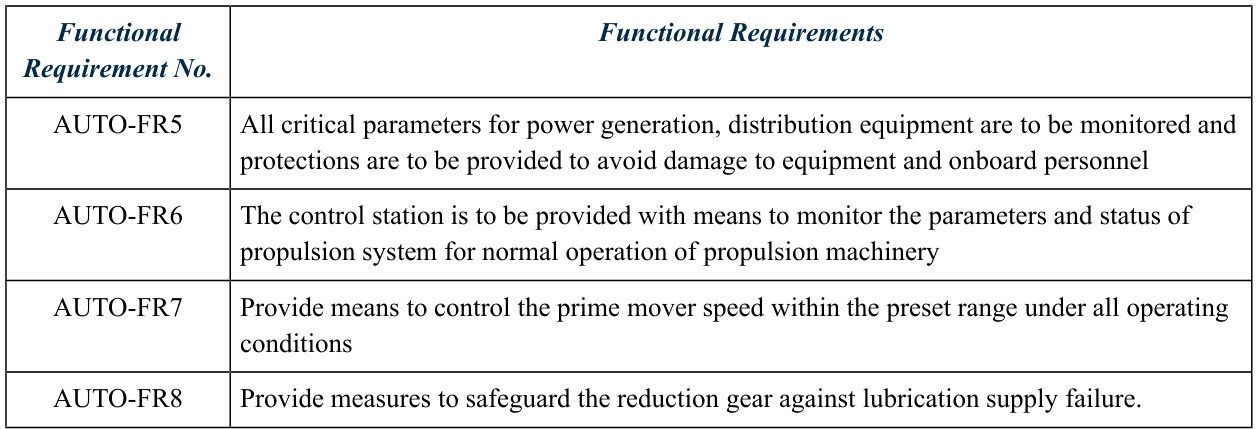 Functional
Requirement No.
Functional Requirements
AUTO-FR5
All critical parameters for power generation, distribution equipment are to be monitored and
protections are to be provided to avoid damage to equipment and onboard personnel
AUTO-FR6
The control station is to be provided with means to monitor the parameters and status of
propulsion system for normal operation of propulsion machinery
AUTO-FR7
Provide means to control the prime mover speed within the preset range under all operating
conditions
AUTO-FR8
Provide measures to safeguard the reduction gear against lubrication supply failure.